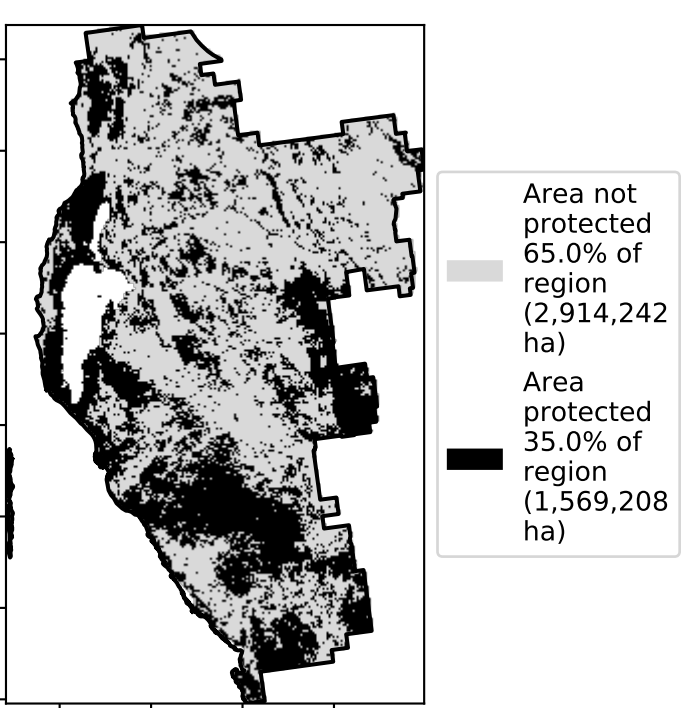 Area not
protected
65.0% of
region
(2,914,242
ha)
Area
protected
35.0% of
region
(1,569,208
ha)